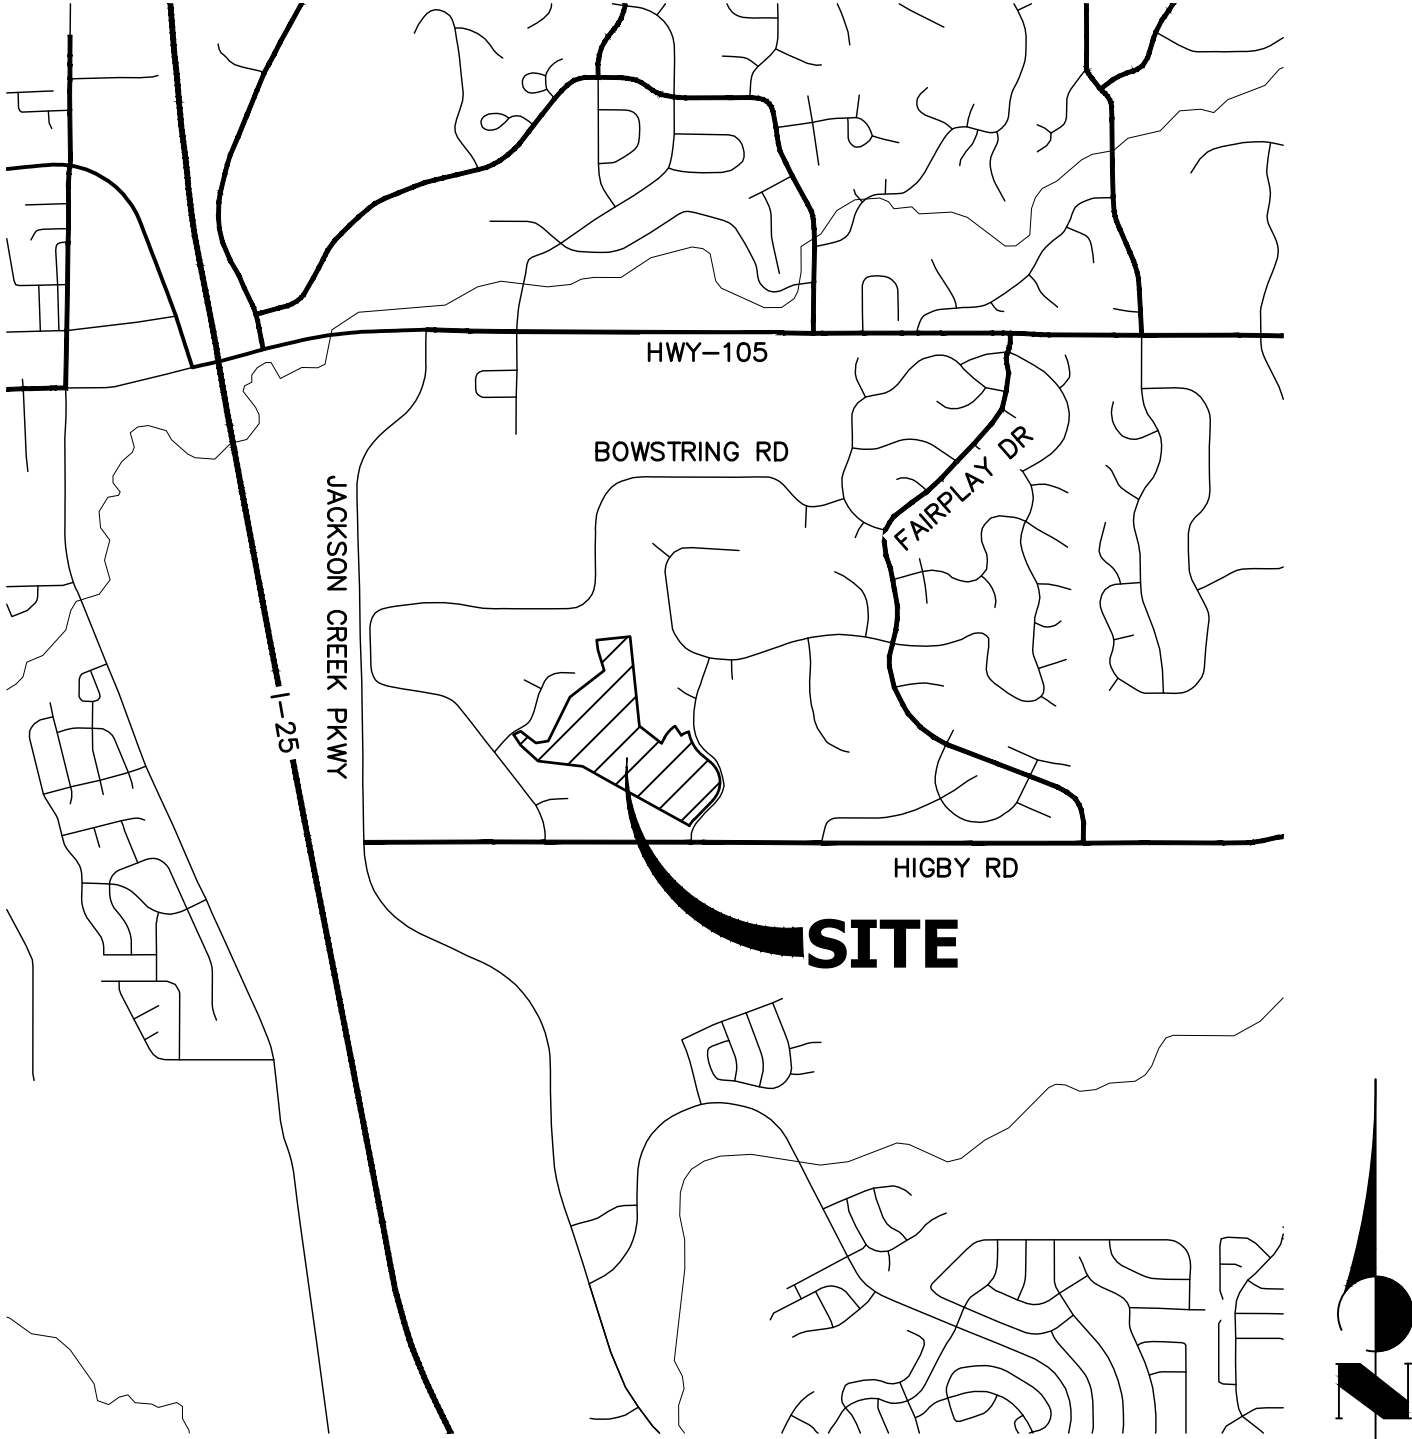 HWY-105
BOWSTRING RD
FAIRPLAY DR
JACKSON CREEK PKWY
I-25
HIGBY RD
SITE
N